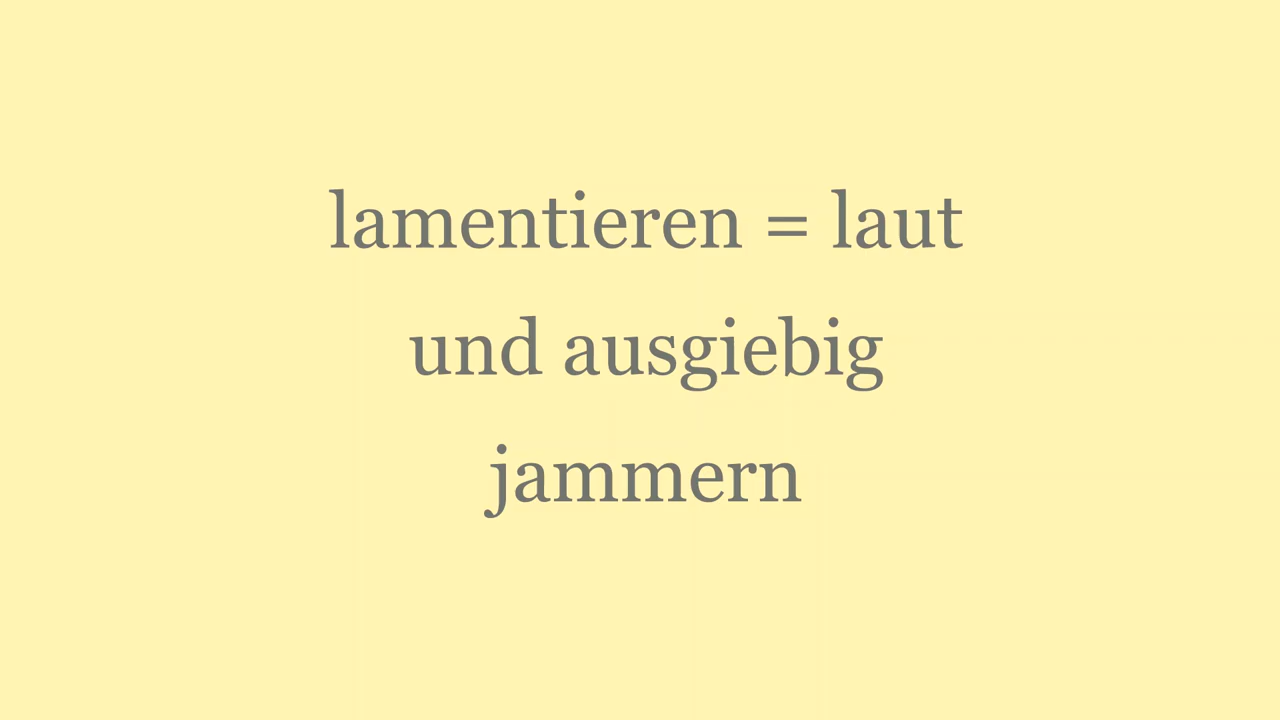 lamentieren = laut
und ausgiebig
jammern